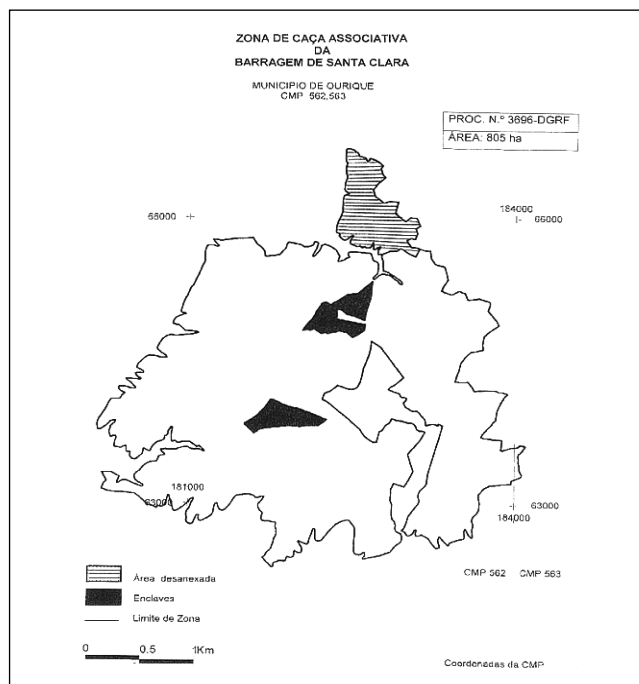 ZONA DE CAÇA ASSOCIATIVA
DA
BARRAGEM DE SANTA CLARA
MUNICIPIO DE OURIQUE
CMP 562,563
PROC. N.º 3696-DGRF
ÁREA: 805 ha
184000
66000
66000
181000
63000
63000
184000
CMP 562 CMP 563
Área desanexada
Enclaves
Limite de Zona
0 0.5 1Km
Coordenadas da CMP